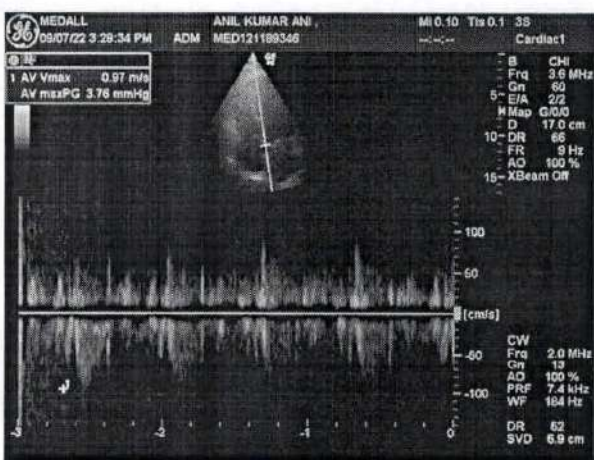 GE
MEDALL
09/07/22 3:29:34 PM ADM
ANIL KUMAR ANI ,
MED121189346
MI 0.10 TIs 0.1 3S
--:--:-- Cardiac1
1 AV Vmax 0.97 m/s
AV maxPG 3.76 mmHg
B CHI
Frq 3.6 MHz
Gn 60
E/A 2/2
Map G/0/0
D 17.0 cm
DR 66
FR 9 Hz
AO 100 %
XBeam Off
5
10
15
100
50
[cm/s]
-50
-100
CW
Frq 2.0 MHz
Gn 13
AO 100 %
PRF 7.4 kHz
WF 184 Hz
DR 62
SVD 6.9 cm
-3 -2 -1 0